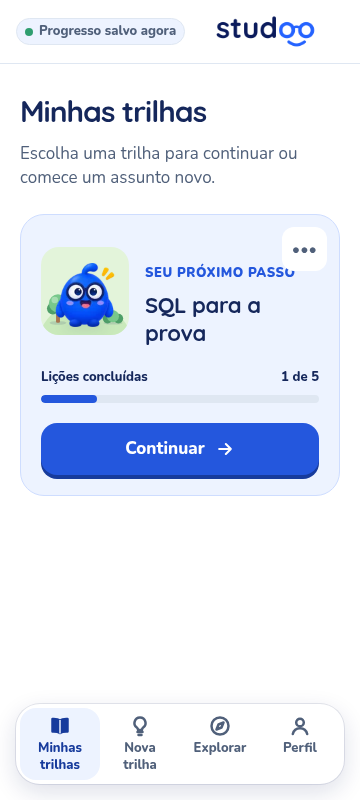 Progresso salvo agora
studoo
Minhas trilhas
Escolha uma trilha para continuar ou
comece um assunto novo.
SEU PRÓXIMO PASSO
SQL para a
prova
Lições concluídas
1 de 5
Continuar →
Minhas
trilhas
Nova
trilha
Explorar
Perfil